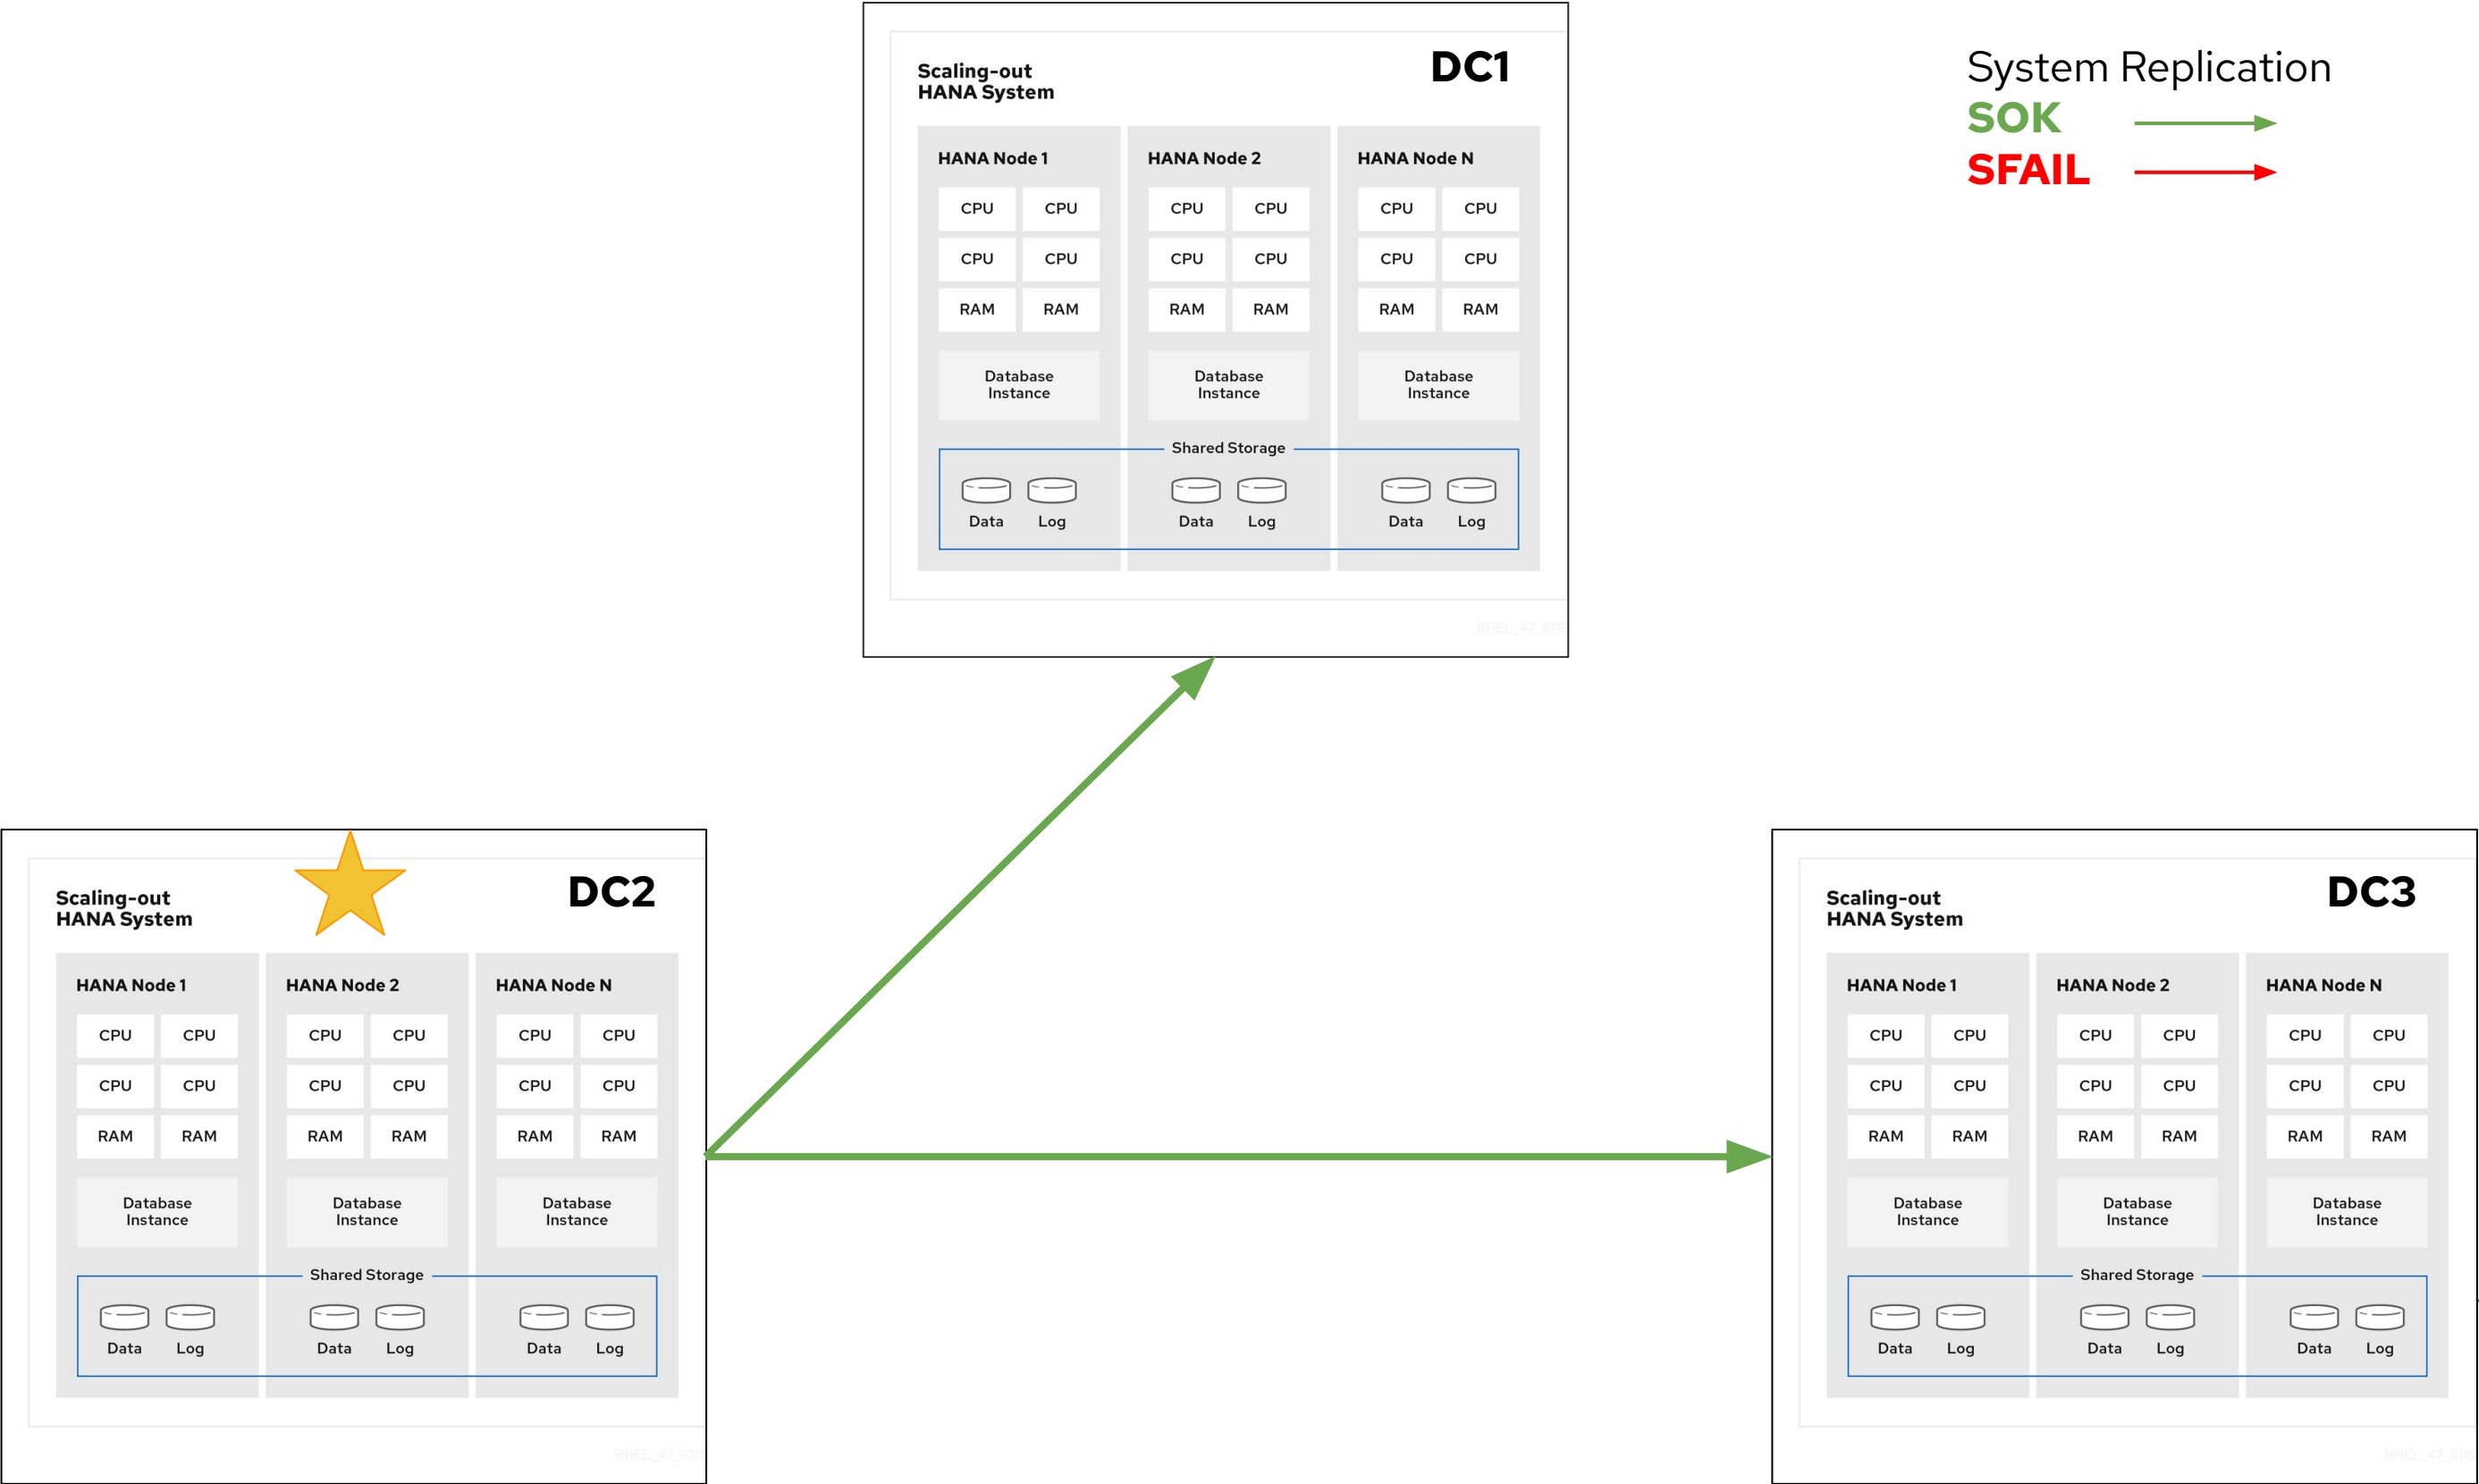 DC1
Scaling-out
HANA System
HANA Node 1
HANA Node 2
HANA Node N
CPU CPU CPU CPU CPU CPU
CPU CPU CPU CPU CPU CPU
RAM RAM RAM RAM RAM RAM
Database
Instance
Database
Instance
Database
Instance
Shared Storage
Data Log Data Log Data Log
RHEL_47_1019
System Replication
SOK
SFAIL
DC2
Scaling-out
HANA System
HANA Node 1
HANA Node 2
HANA Node N
CPU CPU CPU CPU CPU CPU
CPU CPU CPU CPU CPU CPU
RAM RAM RAM RAM RAM RAM
Database
Instance
Database
Instance
Database
Instance
Shared Storage
Data Log Data Log Data Log
RHEL_47_1019
DC3
Scaling-out
HANA System
HANA Node 1
HANA Node 2
HANA Node N
CPU CPU CPU CPU CPU CPU
CPU CPU CPU CPU CPU CPU
RAM RAM RAM RAM RAM RAM
Database
Instance
Database
Instance
Database
Instance
Shared Storage
Data Log Data Log Data Log
RHEL_47_1019